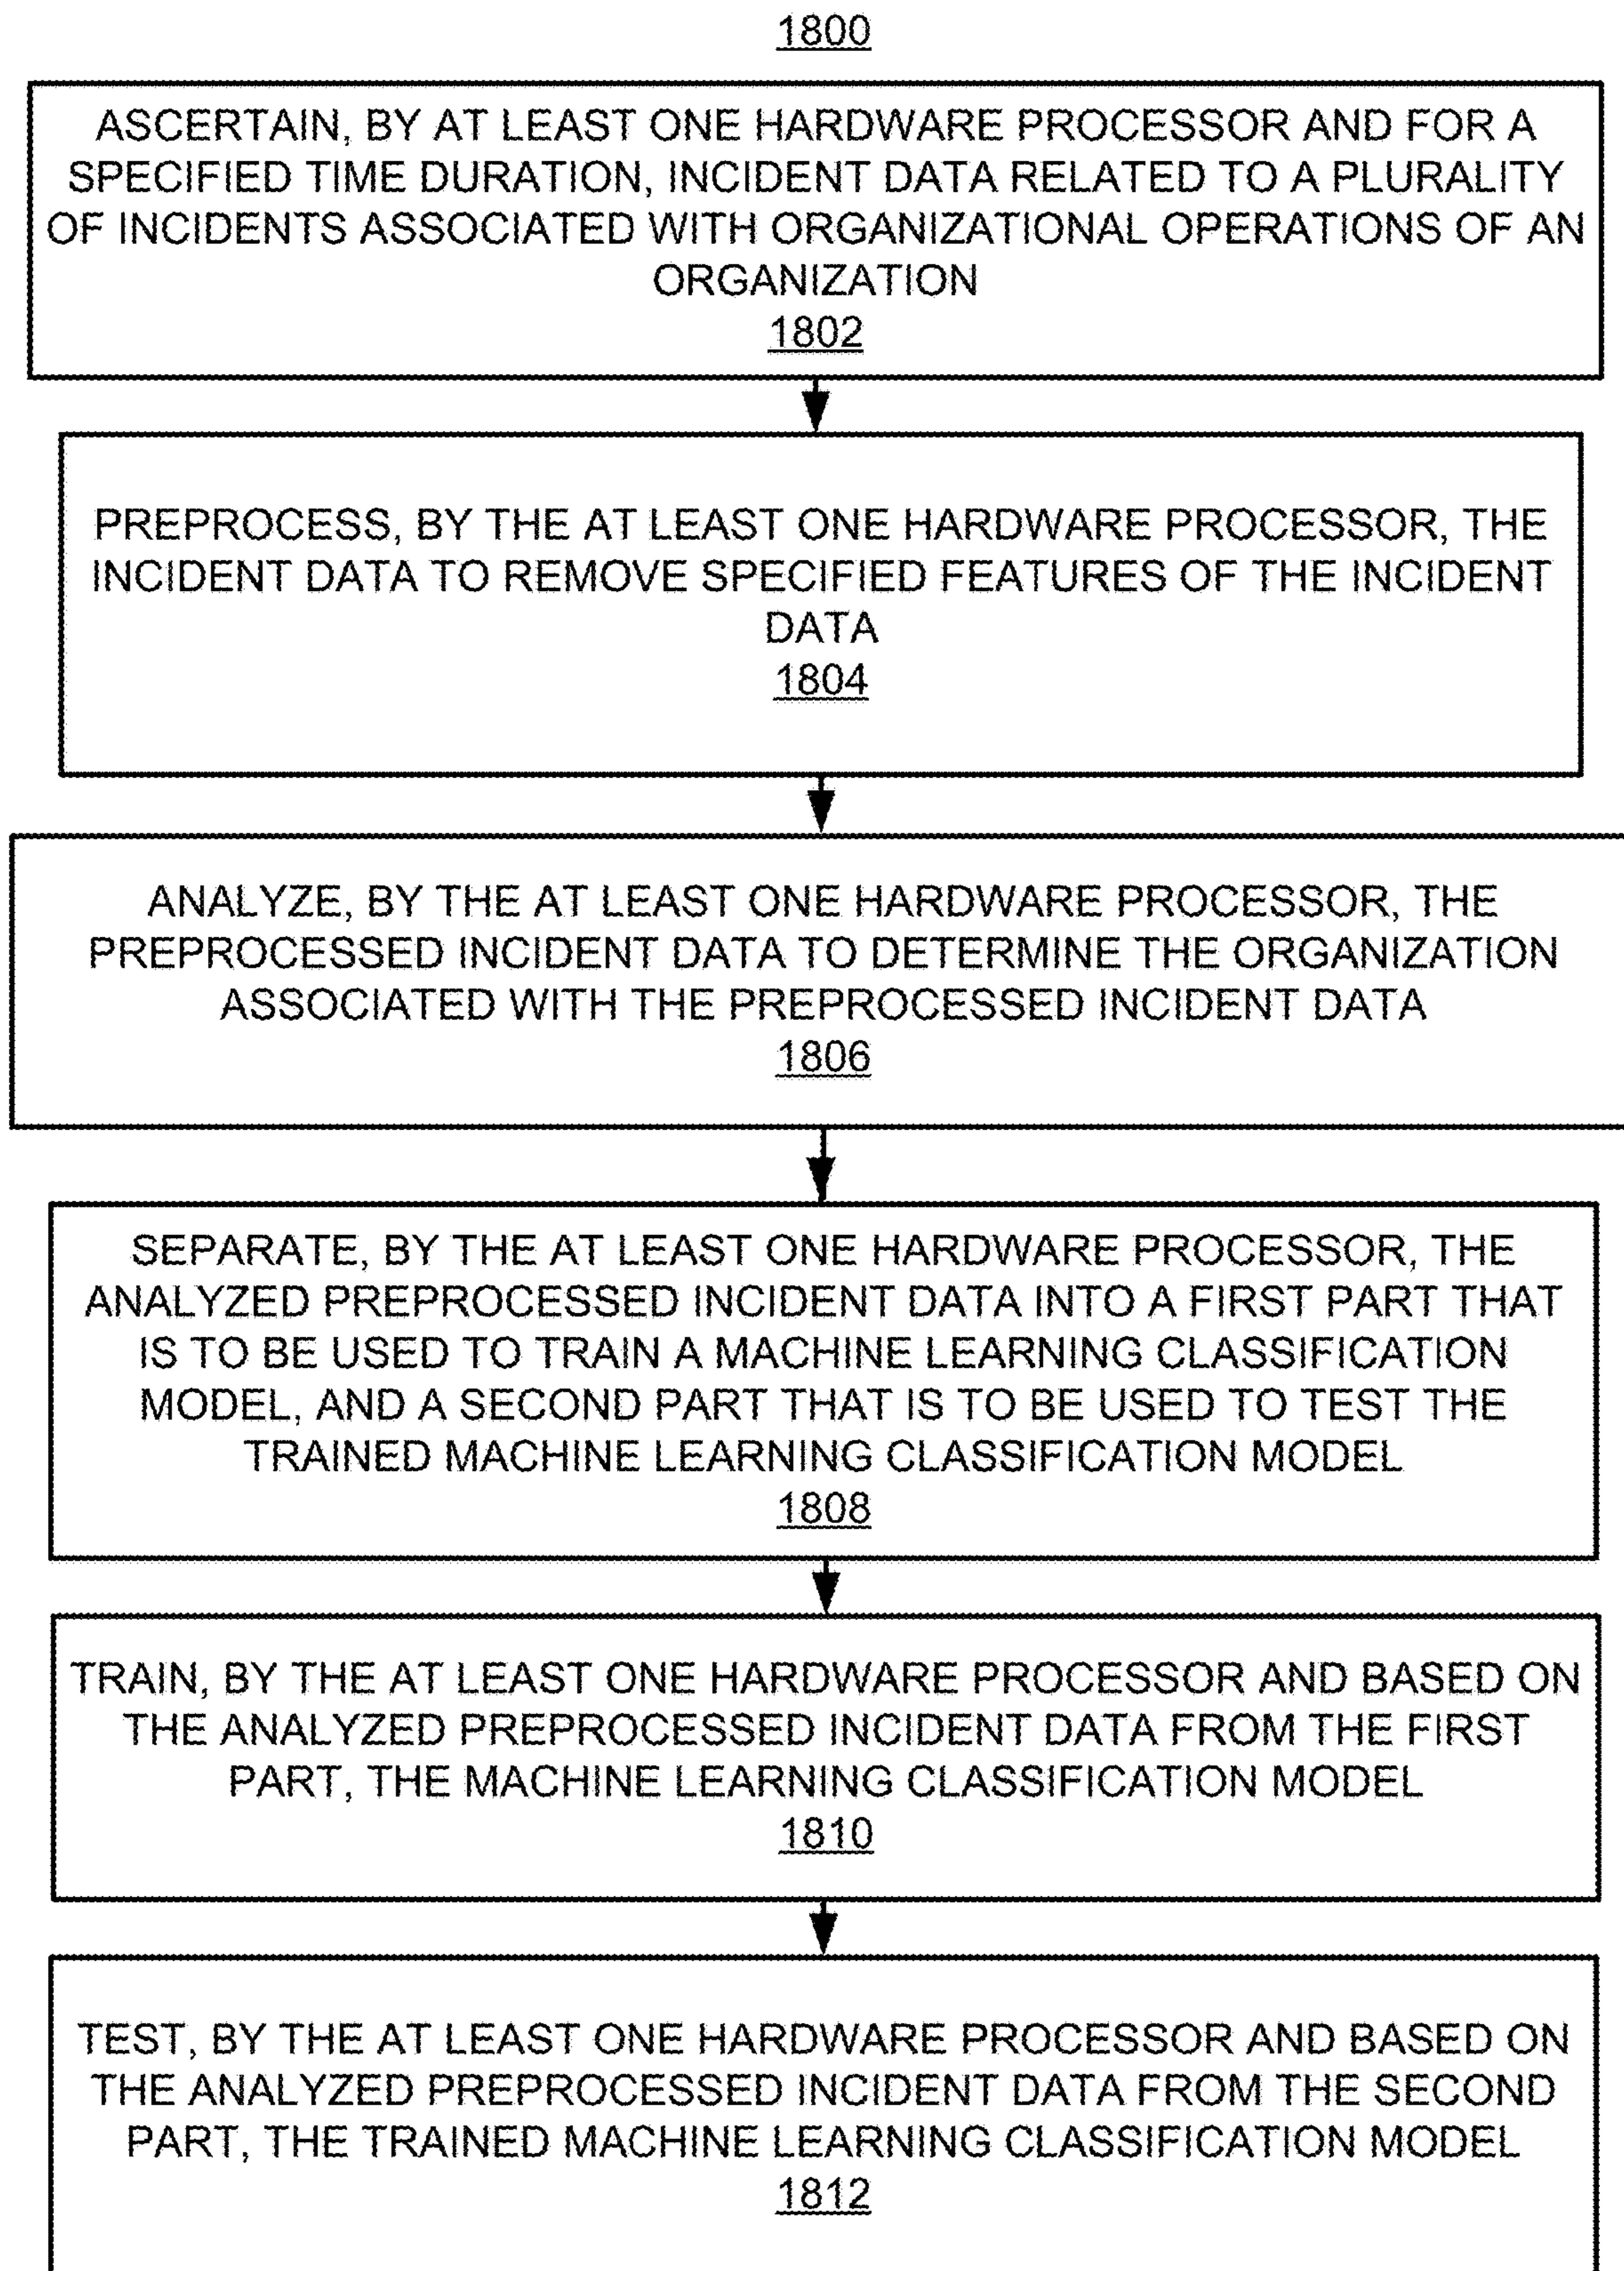 1800
ASCERTAIN, BY AT LEAST ONE HARDWARE PROCESSOR AND FOR A
SPECIFIED TIME DURATION, INCIDENT DATA RELATED TO A PLURALITY
OF INCIDENTS ASSOCIATED WITH ORGANIZATIONAL OPERATIONS OF AN
ORGANIZATION
1802
PREPROCESS, BY THE AT LEAST ONE HARDWARE PROCESSOR, THE
INCIDENT DATA TO REMOVE SPECIFIED FEATURES OF THE INCIDENT
DATA
1804
ANALYZE, BY THE AT LEAST ONE HARDWARE PROCESSOR, THE
PREPROCESSED INCIDENT DATA TO DETERMINE THE ORGANIZATION
ASSOCIATED WITH THE PREPROCESSED INCIDENT DATA
1806
SEPARATE, BY THE AT LEAST ONE HARDWARE PROCESSOR, THE
ANALYZED PREPROCESSED INCIDENT DATA INTO A FIRST PART THAT
IS TO BE USED TO TRAIN A MACHINE LEARNING CLASSIFICATION
MODEL, AND A SECOND PART THAT IS TO BE USED TO TEST THE
TRAINED MACHINE LEARNING CLASSIFICATION MODEL
1808
TRAIN, BY THE AT LEAST ONE HARDWARE PROCESSOR AND BASED ON
THE ANALYZED PREPROCESSED INCIDENT DATA FROM THE FIRST
PART, THE MACHINE LEARNING CLASSIFICATION MODEL
1810
TEST, BY THE AT LEAST ONE HARDWARE PROCESSOR AND BASED ON
THE ANALYZED PREPROCESSED INCIDENT DATA FROM THE SECOND
PART, THE TRAINED MACHINE LEARNING CLASSIFICATION MODEL
1812